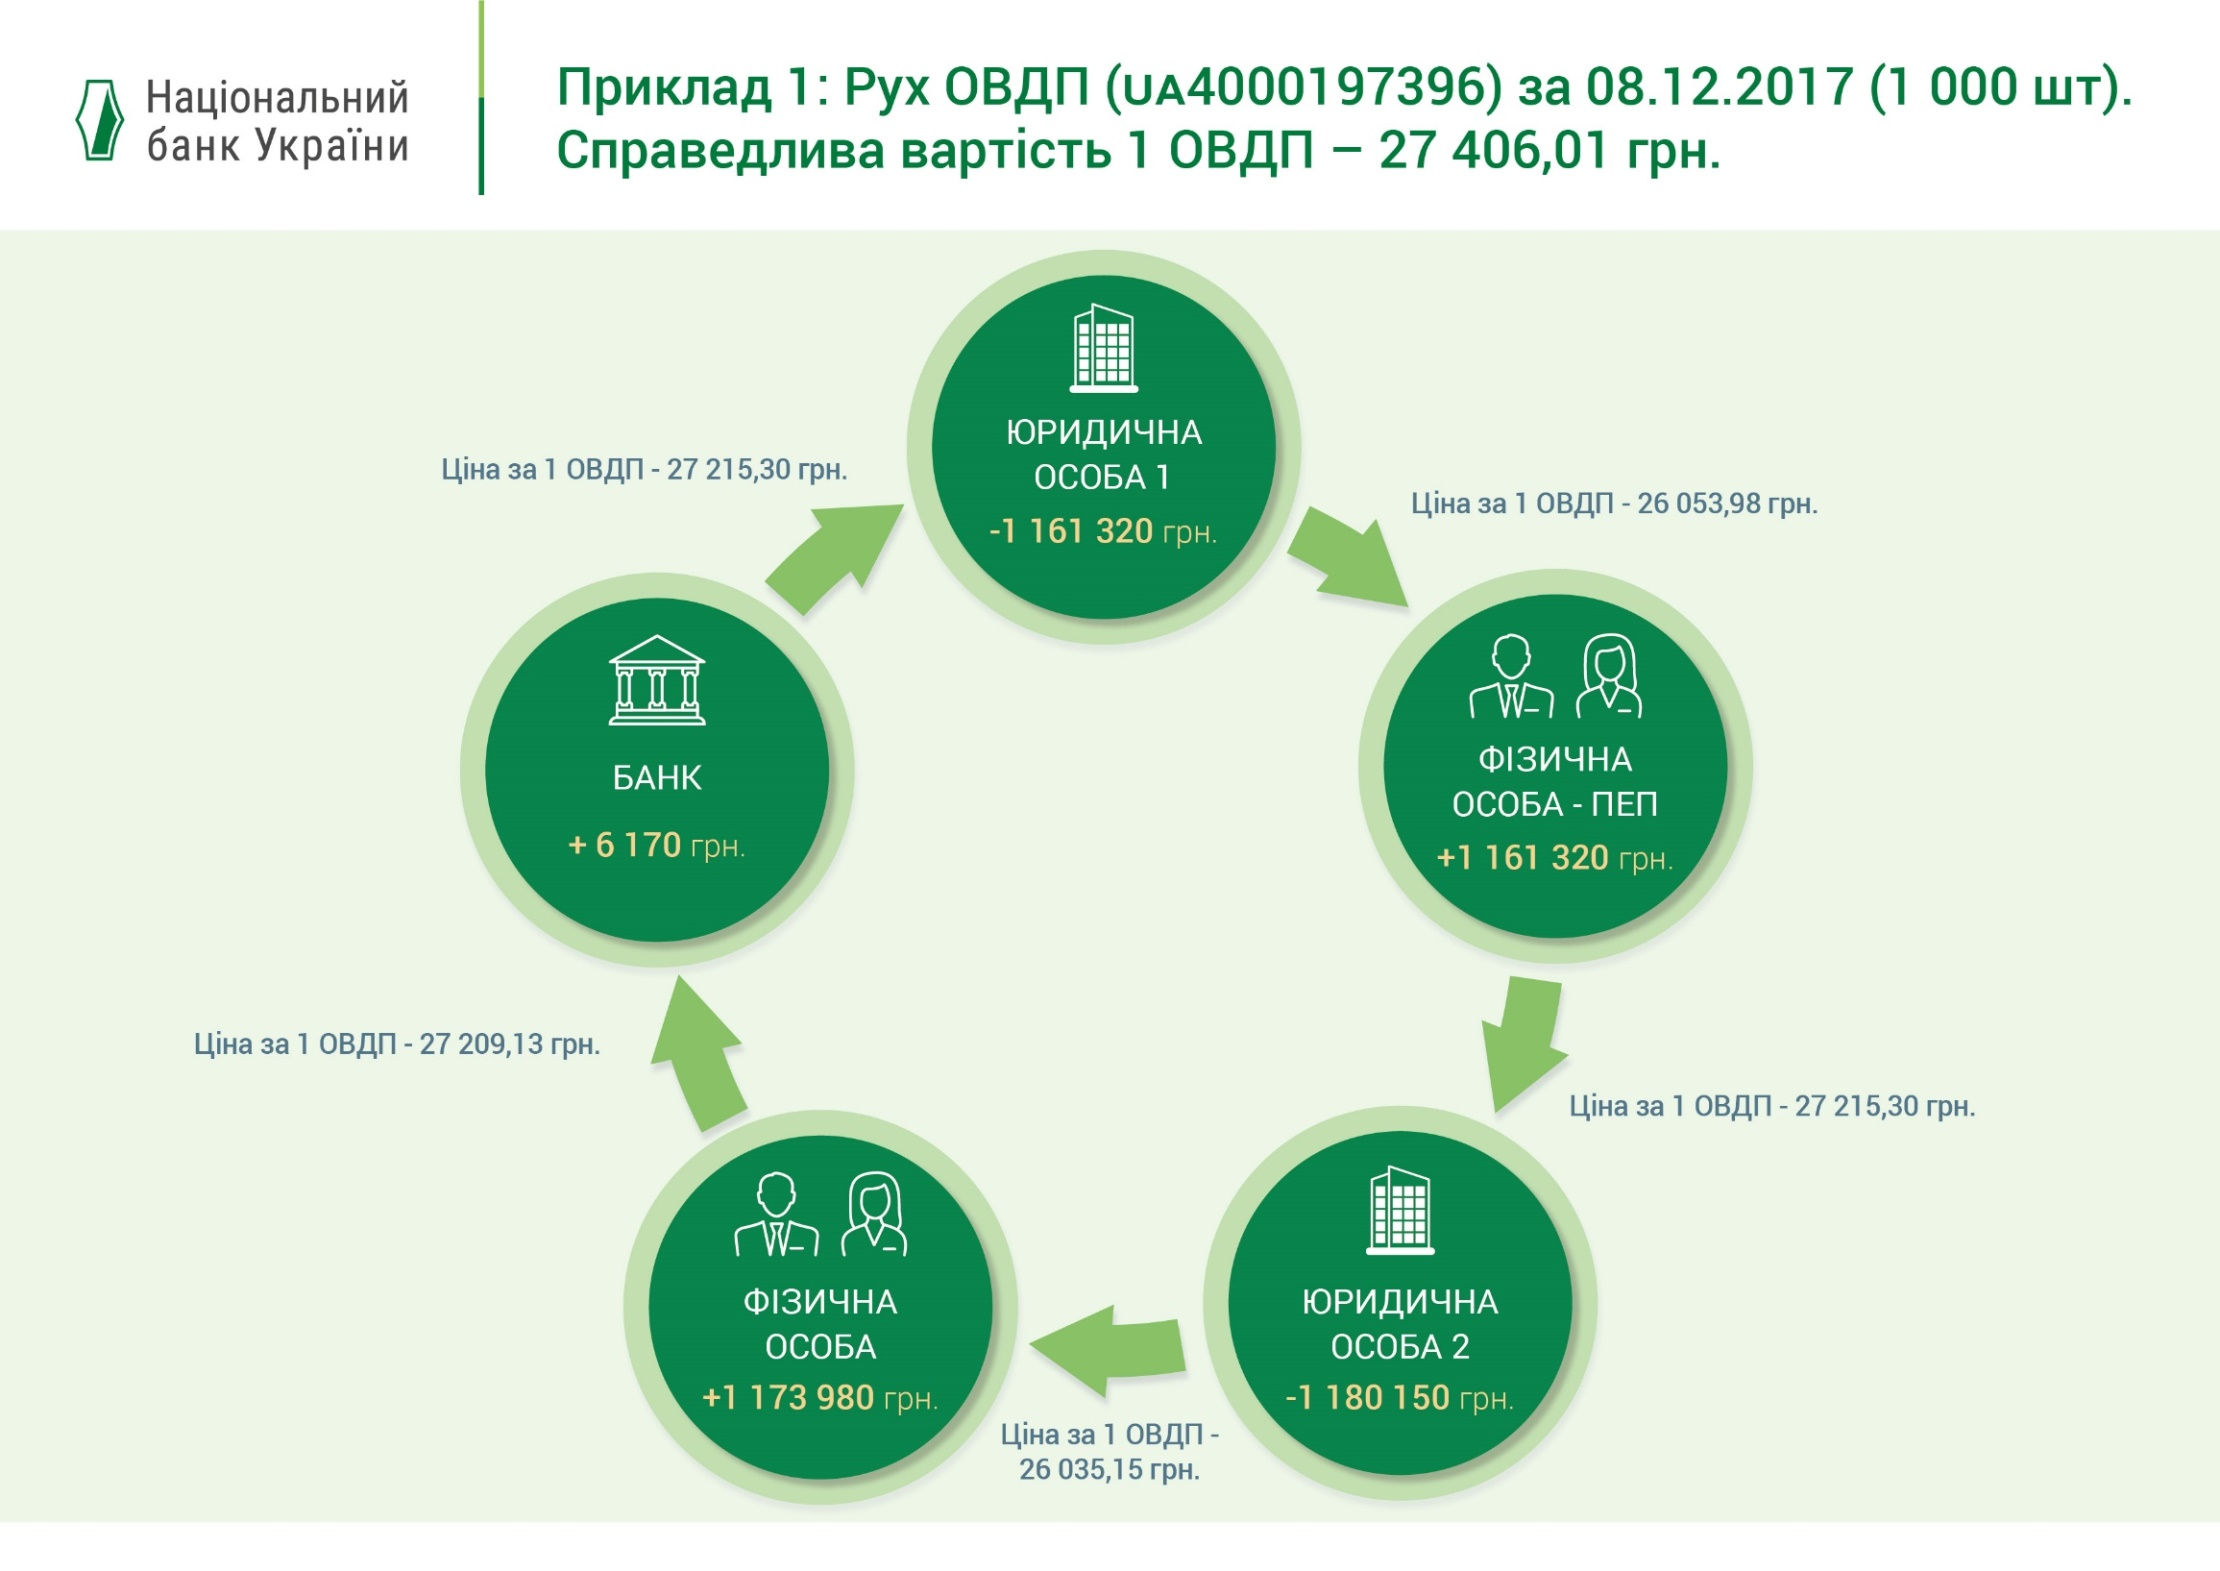 Національний
банк України
Приклад 1: Рух ОВДП (UA4000197396) за 08.12.2017 (1 000 шт).
Справедлива вартість 1 ОВДП – 27 406,01 грн.
ЮРИДИЧНА
ОСОБА 1
-1 161 320 грн.
Ціна за 1 ОВДП - 27 215,30 грн.
Ціна за 1 ОВДП - 26 053,98 грн.
БАНК
+ 6 170 грн.
ФІЗИЧНА
ОСОБА - ПЕП
+1 161 320 грн.
Ціна за 1 ОВДП - 27 209,13 грн.
Ціна за 1 ОВДП - 27 215,30 грн.
ФІЗИЧНА
ОСОБА
+1 173 980 грн.
ЮРИДИЧНА
ОСОБА 2
-1 180 150 грн.
Ціна за 1 ОВДП -
26 035,15 грн.